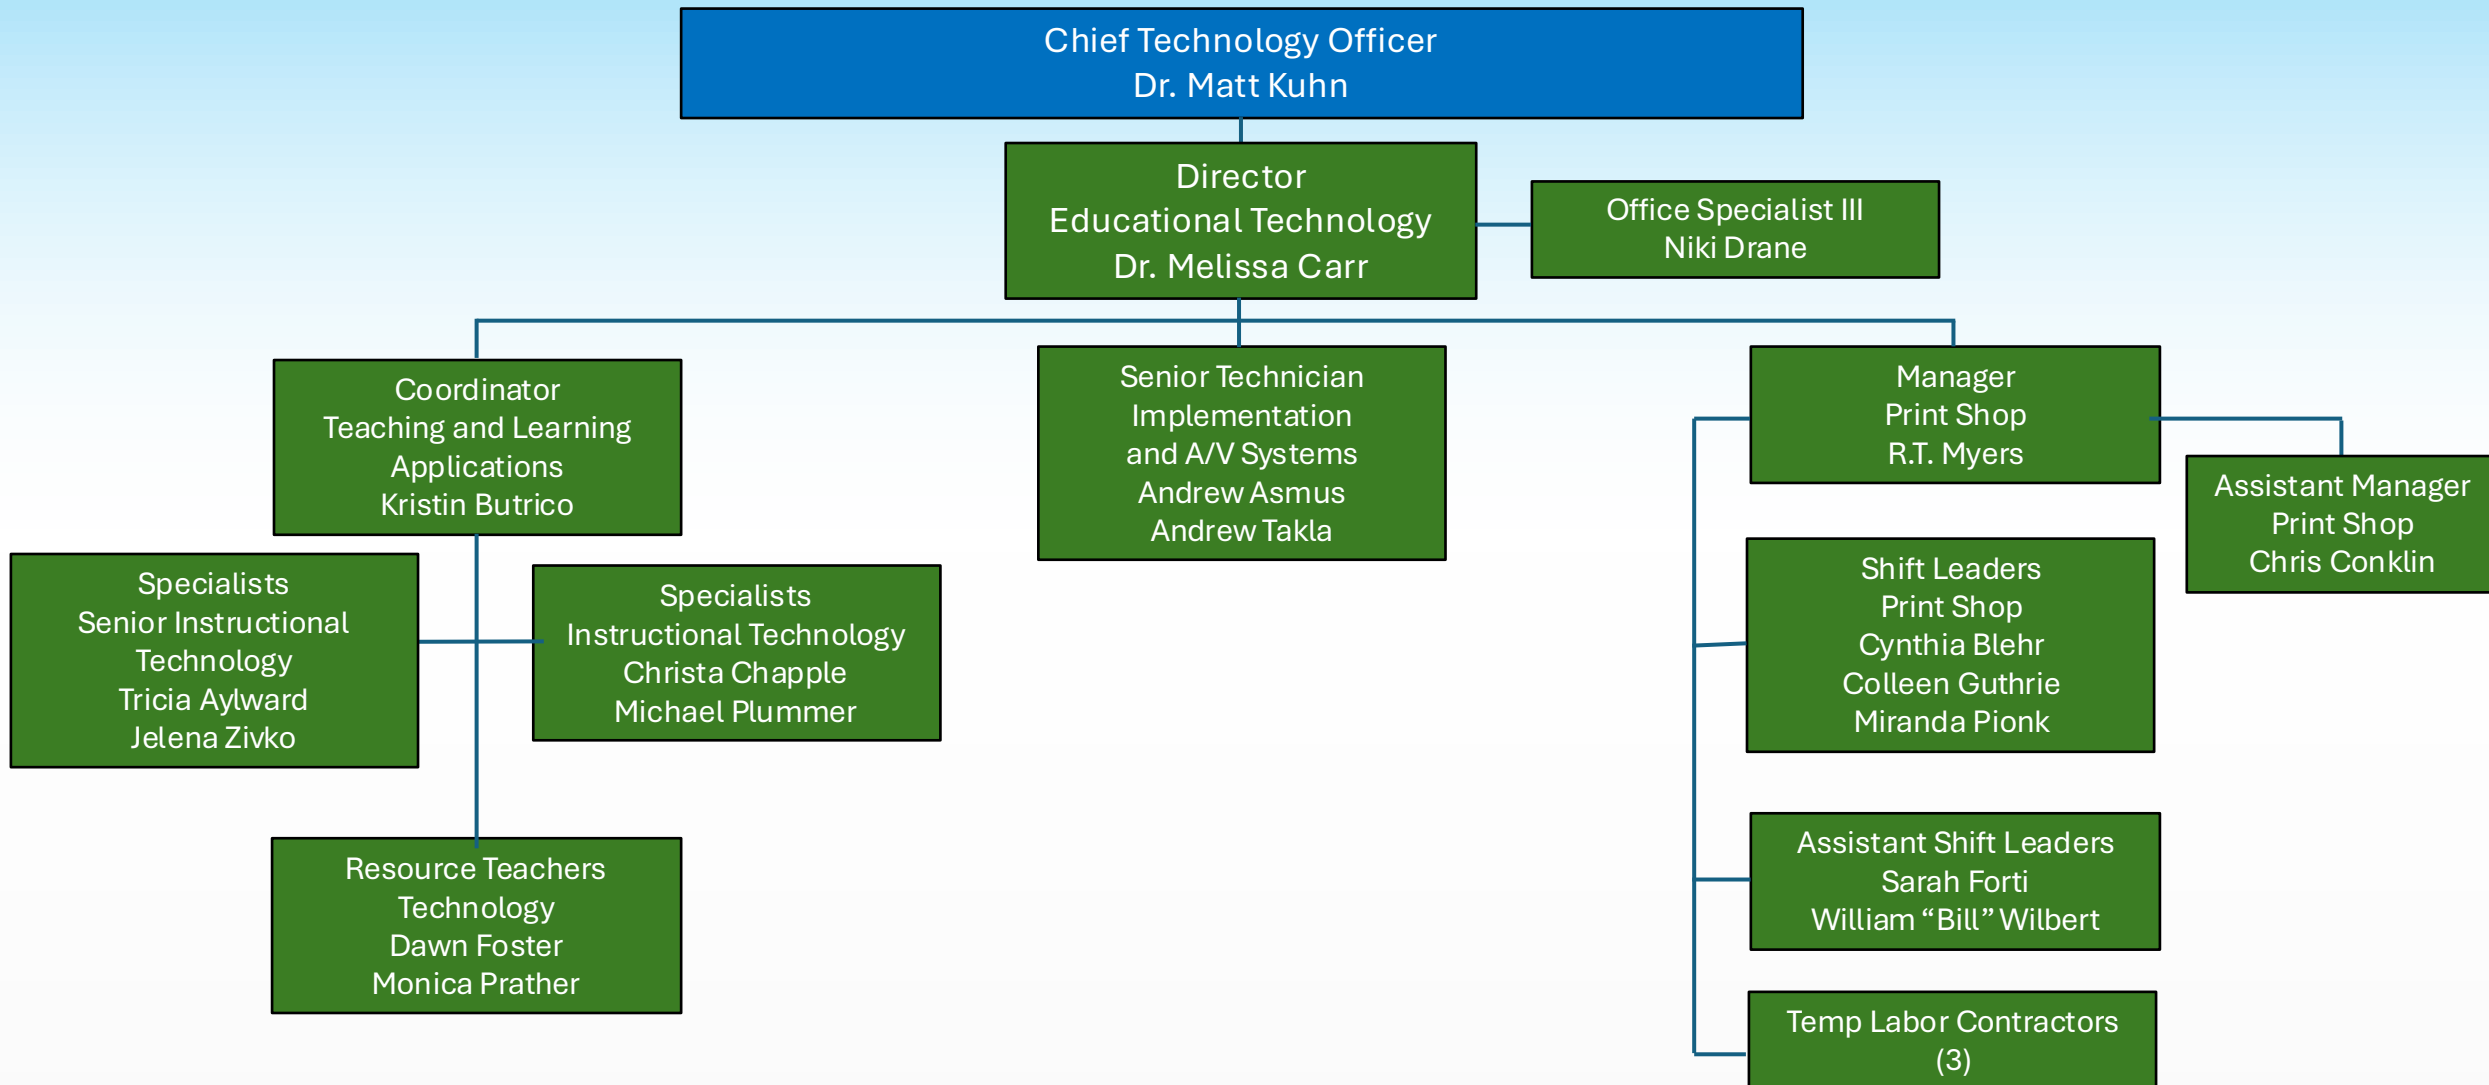 Chief Technology Officer
Dr. Matt Kuhn
Director
Educational Technology
Dr. Melissa Carr
Office Specialist III
Niki Drane
Coordinator
Teaching and Learning
Applications
Kristin Butrico
Senior Technician
Implementation
and A/V Systems
Andrew Asmus
Andrew Takla
Manager
Print Shop
R.T. Myers
Assistant Manager
Print Shop
Chris Conklin
Specialists
Senior Instructional
Technology
Tricia Aylward
Jelena Zivko
Specialists
Instructional Technology
Christa Chapple
Michael Plummer
Shift Leaders
Print Shop
Cynthia Blehr
Colleen Guthrie
Miranda Pionk
Resource Teachers
Technology
Dawn Foster
Monica Prather
Assistant Shift Leaders
Sarah Forti
William “Bill” Wilbert
Temp Labor Contractors
(3)